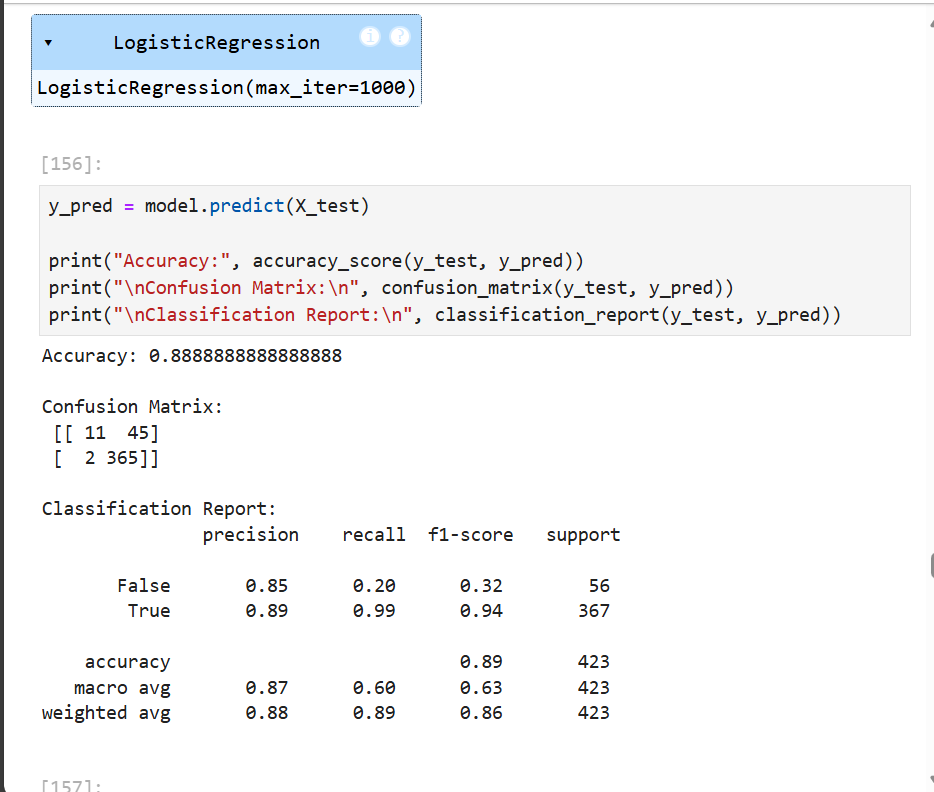 LogisticRegression i ?
LogisticRegression(max_iter=1000)
[156]:
y_pred = model.predict(X_test)
print("Accuracy:", accuracy_score(y_test, y_pred))
print("\nConfusion Matrix:\n", confusion_matrix(y_test, y_pred))
print("\nClassification Report:\n", classification_report(y_test, y_pred))
Accuracy: 0.8888888888888888
Confusion Matrix:
[[ 11  45]
[  2 365]]
Classification Report:
precision    recall  f1-score   support
False       0.85      0.20      0.32        56
True       0.89      0.99      0.94       367
accuracy                           0.89       423
macro avg       0.87      0.60      0.63       423
weighted avg       0.88      0.89      0.86       423
[157]: